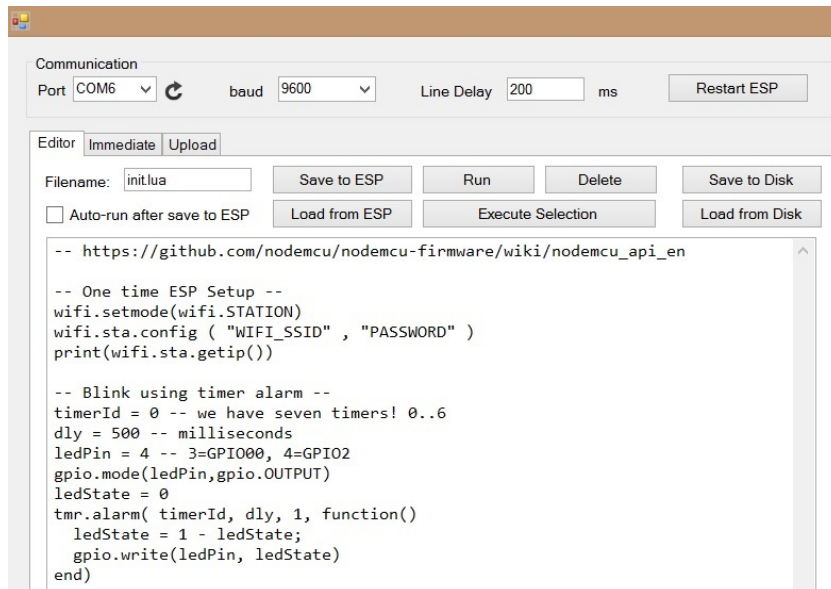 Communication
Port COM6 baud 9600 Line Delay 200 ms Restart ESP
Editor Immediate Upload
Filename: init.lua Save to ESP Run Delete Save to Disk
Auto-run after save to ESP Load from ESP Execute Selection Load from Disk
-- https://github.com/nodemcu/nodemcu-firmware/wiki/nodemcu_api_en
-- One time ESP Setup --
wifi.setmode(wifi.STATION)
wifi.sta.config ( "WIFI_SSID" , "PASSWORD" )
print(wifi.sta.getip())
-- Blink using timer alarm --
timerId = 0 -- we have seven timers! 0..6
dly = 500 -- milliseconds
ledPin = 4 -- 3=GPIO00, 4=GPIO2
gpio.mode(ledPin,gpio.OUTPUT)
ledState = 0
tmr.alarm( timerId, dly, 1, function()
  ledState = 1 - ledState;
  gpio.write(ledPin, ledState)
end)